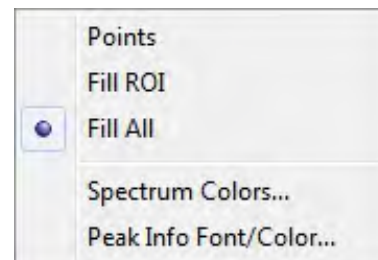 Points
Fill ROI
Fill All
Spectrum Colors...
Peak Info Font/Color...